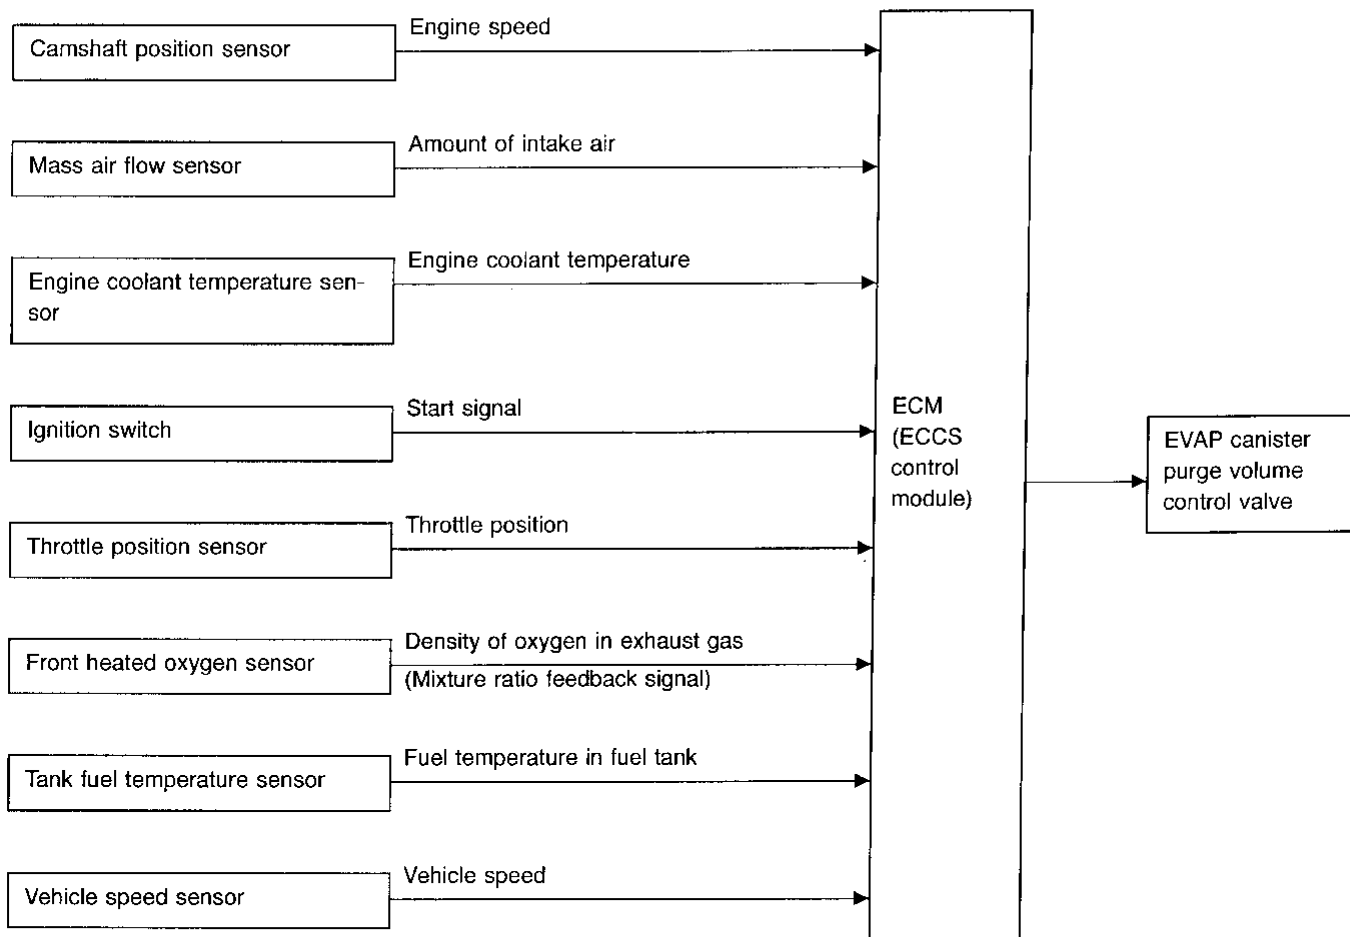 Camshaft position sensor
Engine speed
Mass air flow sensor
Amount of intake air
Engine coolant temperature sen-
sor
Engine coolant temperature
Ignition switch
Start signal
Throttle position sensor
Throttle position
Front heated oxygen sensor
Density of oxygen in exhaust gas
(Mixture ratio feedback signal)
Tank fuel temperature sensor
Fuel temperature in fuel tank
Vehicle speed sensor
Vehicle speed
ECM
(ECCS
control
module)
EVAP canister
purge volume
control valve